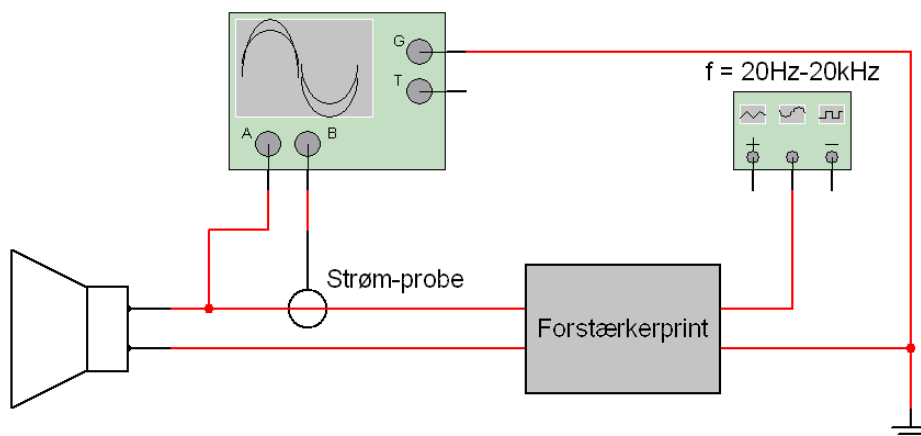 G
f = 20Hz-20kHz
T
A
B
+
−
Strøm-probe
Forstærkerprint